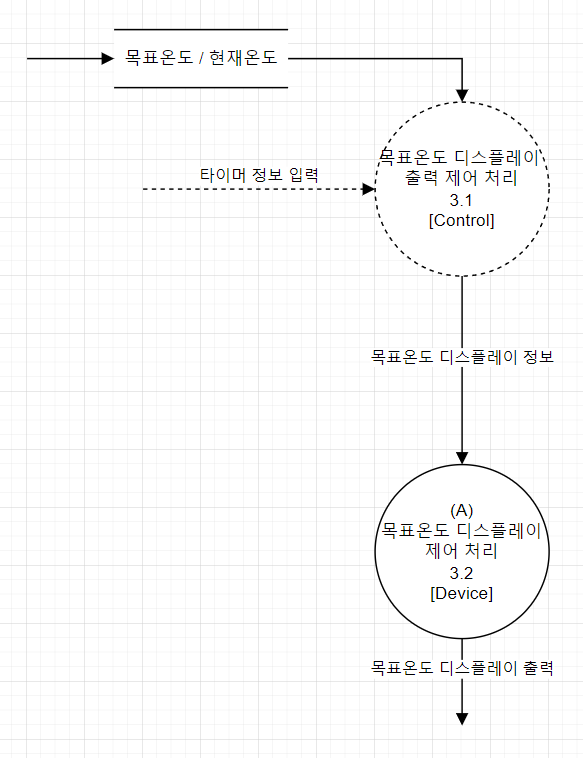 목표온도 / 현재온도
타이머 정보 입력
목표온도 디스플레이
출력 제어 처리
3.1
[Control]
목표온도 디스플레이 정보
(A)
목표온도 디스플레이
제어 처리
3.2
[Device]
목표온도 디스플레이 출력